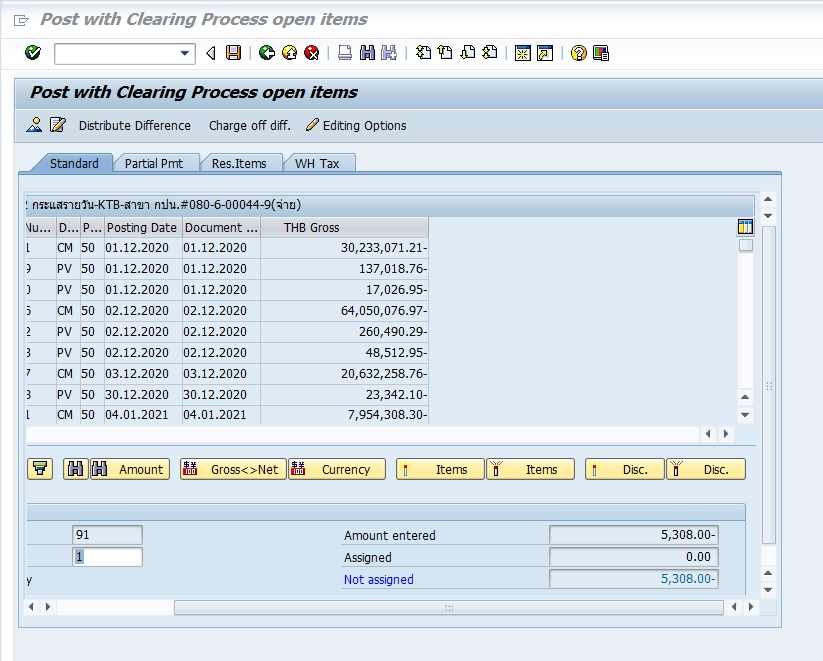 Post with Clearing Process open items
Post with Clearing Process open items
Distribute Difference Charge off diff. Editing Options
Standard Partial Pmt Res.Items WH Tax
กระแสรายวัน-KTB-สาขา กปน.#080-6-00044-9(จ่าย)
Nu... D... P... Posting Date Document ... THB Gross
1 CM 50 01.12.2020 01.12.2020 30,233,071.21-
9 PV 50 01.12.2020 01.12.2020 137,018.76-
0 PV 50 01.12.2020 01.12.2020 17,026.95-
CM 50 02.12.2020 02.12.2020 64,050,076.97-
2 PV 50 02.12.2020 02.12.2020 260,490.29-
3 PV 50 02.12.2020 02.12.2020 48,512.95-
7 CM 50 03.12.2020 03.12.2020 20,632,258.76-
PV 50 30.12.2020 30.12.2020 23,342.10-
1 CM 50 04.01.2021 04.01.2021 7,954,308.30-
Amount Gross<>Net Currency Items Items Disc. Disc.
91 Amount entered 5,308.00-
1 Assigned 0.00
y Not assigned 5,308.00-